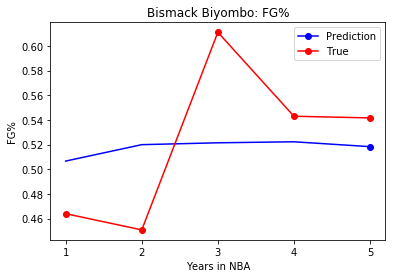 Bismack Biyombo: FG%
Prediction
True
0.60
0.58
0.56
0.54
0.52
0.50
0.48
0.46
FG%
1 2 3 4 5
Years in NBA